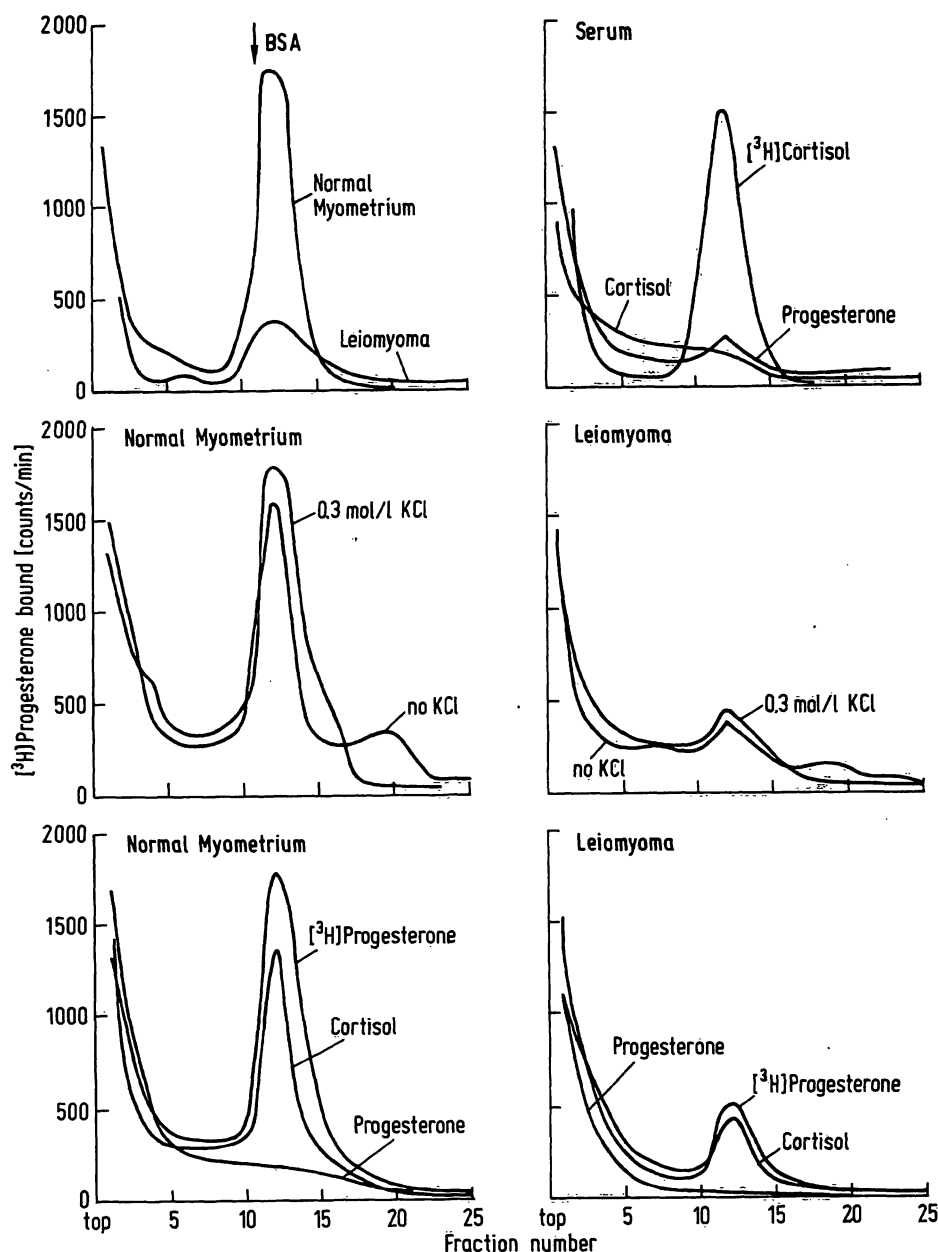 2000
1500
1000
500
0
BSA
Normal
Myometrium
Leiomyoma
Serum
[³H]Cortisol
Cortisol
Progesterone
[³H]Progesterone bound [counts/min]
2000
1500
1000
500
0
Normal Myometrium
0.3 mol/l KCl
no KCl
Leiomyoma
0.3 mol/l KCl
no KCl
2000
1500
1000
500
0
Normal Myometrium
[³H]Progesterone
Cortisol
Progesterone
top 5 10 15 20 25
Leiomyoma
Progesterone
[³H]Progesterone
Cortisol
top 5 10 15 20 25
Fraction number